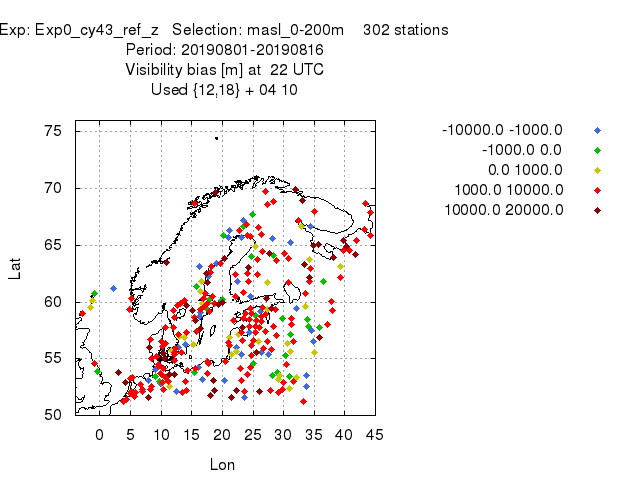 Exp: Exp0_cy43_ref_z   Selection: masl_0-200m    302 stations
Period: 20190801-20190816
Visibility bias [m] at  22 UTC
Used {12,18} + 04 10
-10000.0 -1000.0
-1000.0 0.0
0.0 1000.0
1000.0 10000.0
10000.0 20000.0
75
70
65
60
55
50
Lat
0 5 10 15 20 25 30 35 40 45
Lon